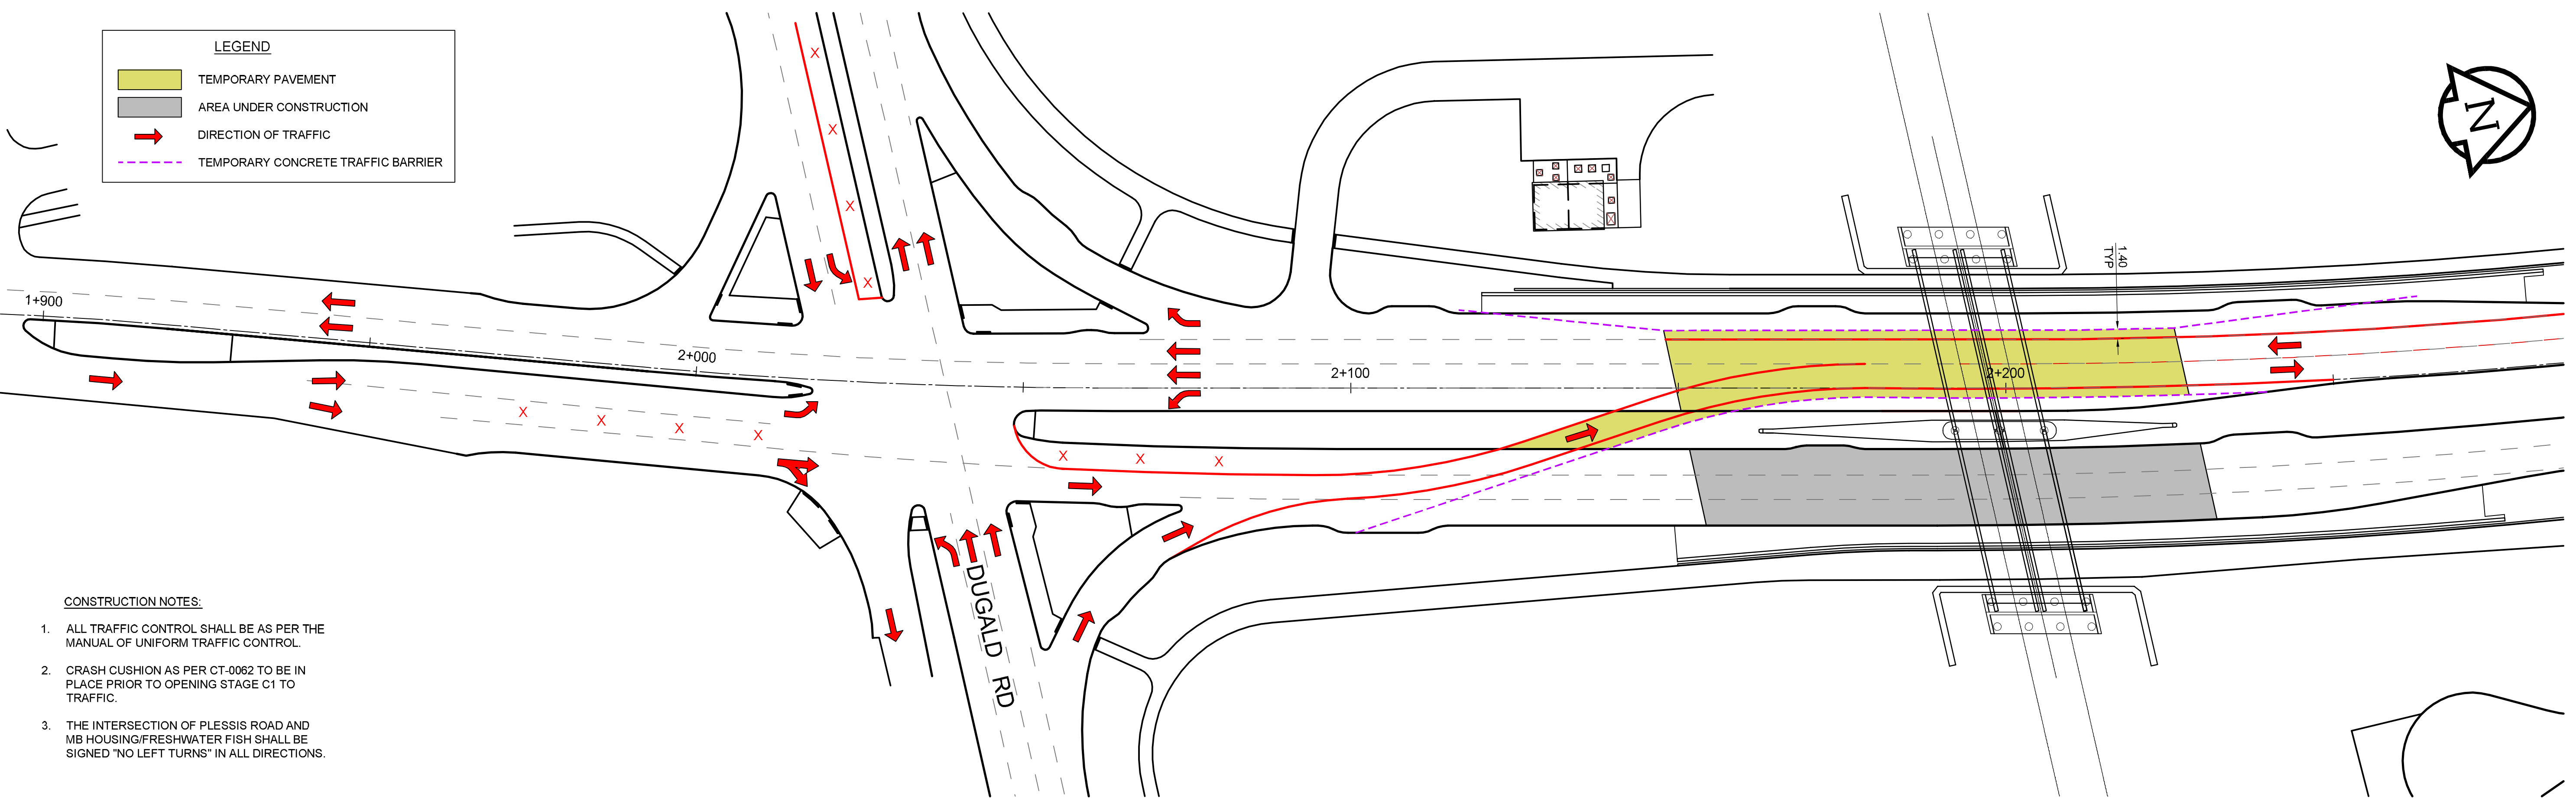 LEGEND
TEMPORARY PAVEMENT
AREA UNDER CONSTRUCTION
DIRECTION OF TRAFFIC
TEMPORARY CONCRETE TRAFFIC BARRIER
X
X
X
X
N
1.40
TYP
1+900
2+000
2+100
2+200
X
X
X
X
X
X
X
DUGALD RD
CONSTRUCTION NOTES:
1. ALL TRAFFIC CONTROL SHALL BE AS PER THE
MANUAL OF UNIFORM TRAFFIC CONTROL.
2. CRASH CUSHION AS PER CT-0062 TO BE IN
PLACE PRIOR TO OPENING STAGE C1 TO
TRAFFIC.
3. THE INTERSECTION OF PLESSIS ROAD AND
MB HOUSING/FRESHWATER FISH SHALL BE
SIGNED "NO LEFT TURNS" IN ALL DIRECTIONS.